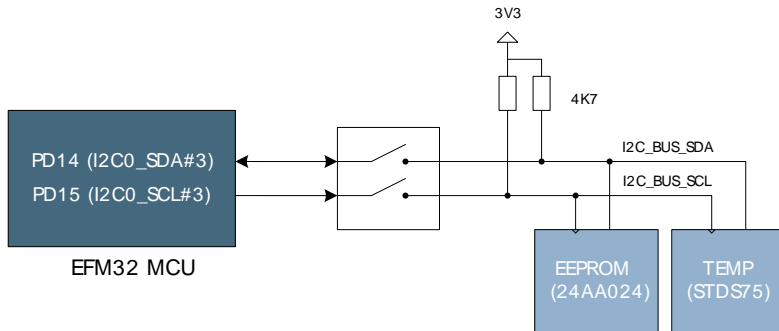 3V3
4K7
PD14 (I2C0_SDA#3)
I2C_BUS_SDA
PD15 (I2C0_SCL#3)
I2C_BUS_SCL
EFM32 MCU
EEPROM
(24AA024)
TEMP
(STDS75)